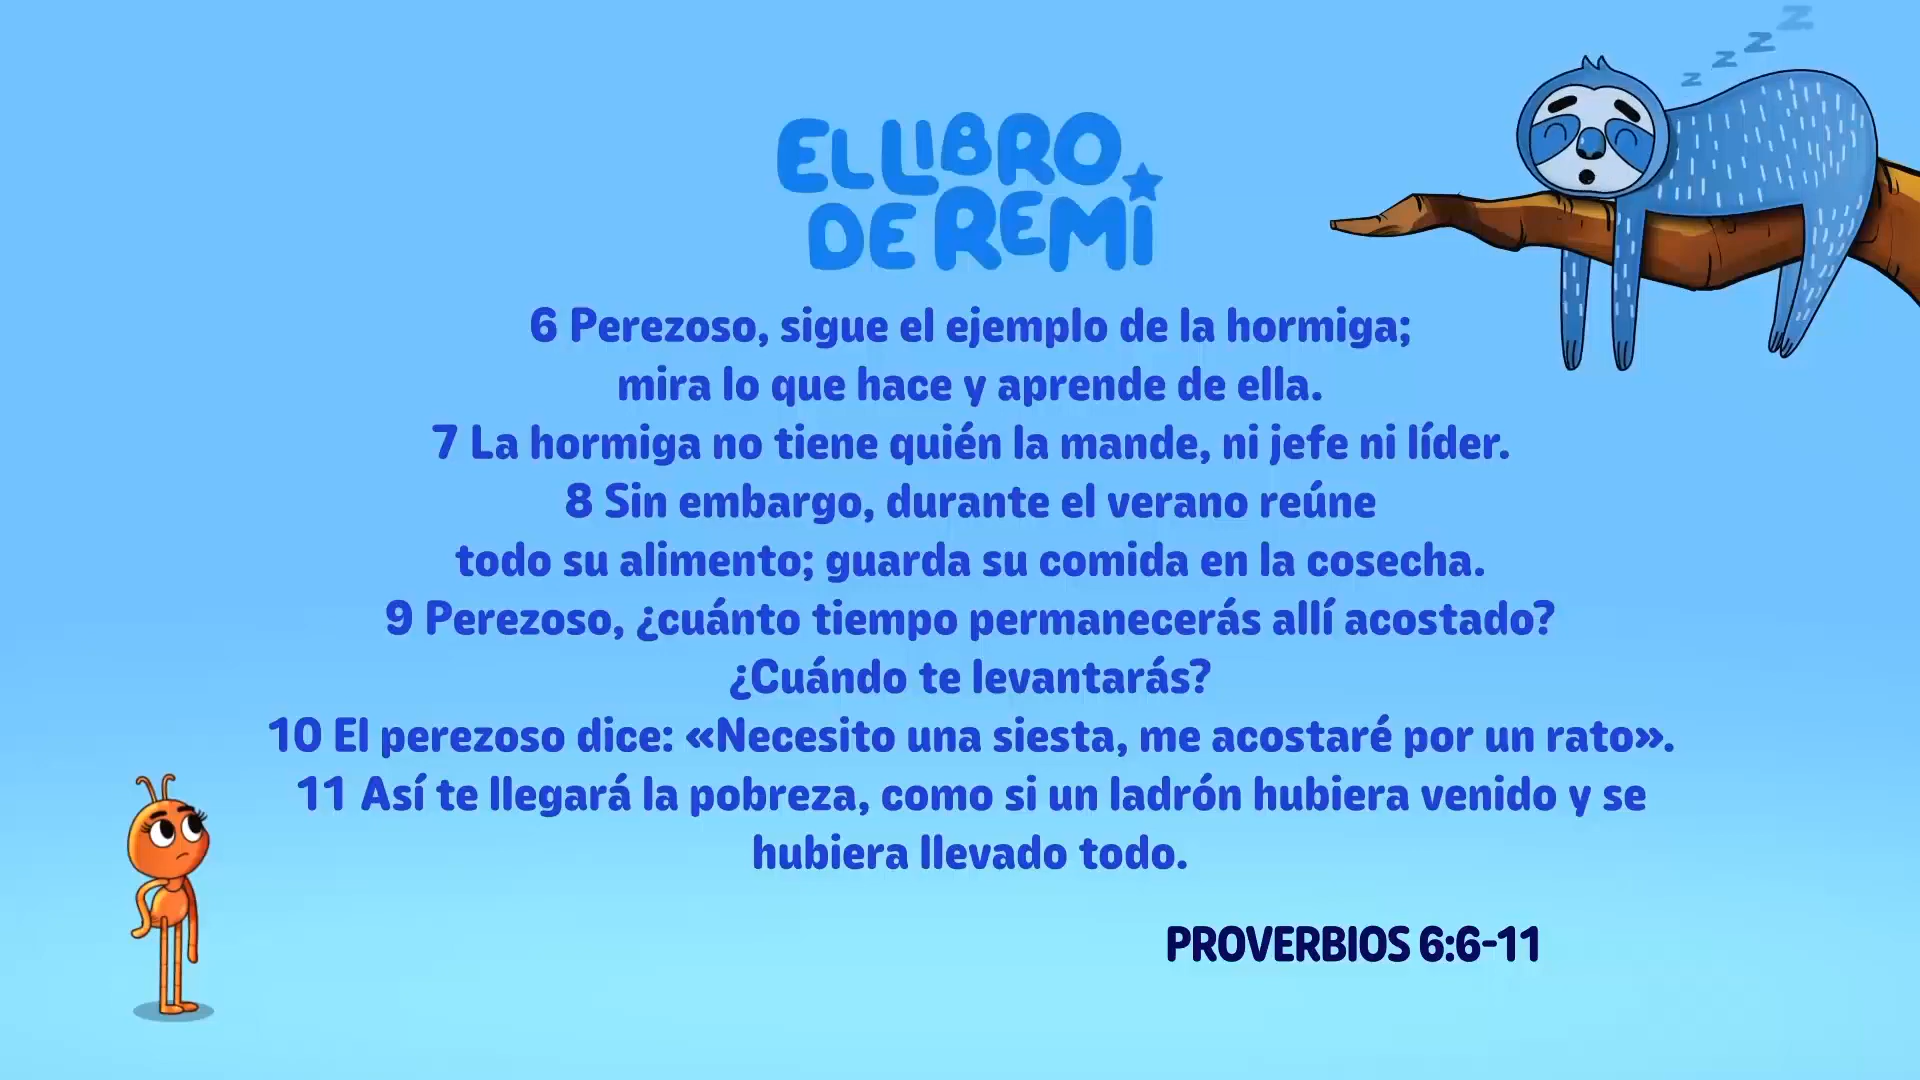 Z Z Z Z
EL LIBRO
DE REMI
6 Perezoso, sigue el ejemplo de la hormiga;
mira lo que hace y aprende de ella.
7 La hormiga no tiene quién la mande, ni jefe ni líder.
8 Sin embargo, durante el verano reúne
todo su alimento; guarda su comida en la cosecha.
9 Perezoso, ¿cuánto tiempo permanecerás allí acostado?
¿Cuándo te levantarás?
10 El perezoso dice: «Necesito una siesta, me acostaré por un rato».
11 Así te llegará la pobreza, como si un ladrón hubiera venido y se
hubiera llevado todo.
PROVERBIOS 6:6-11